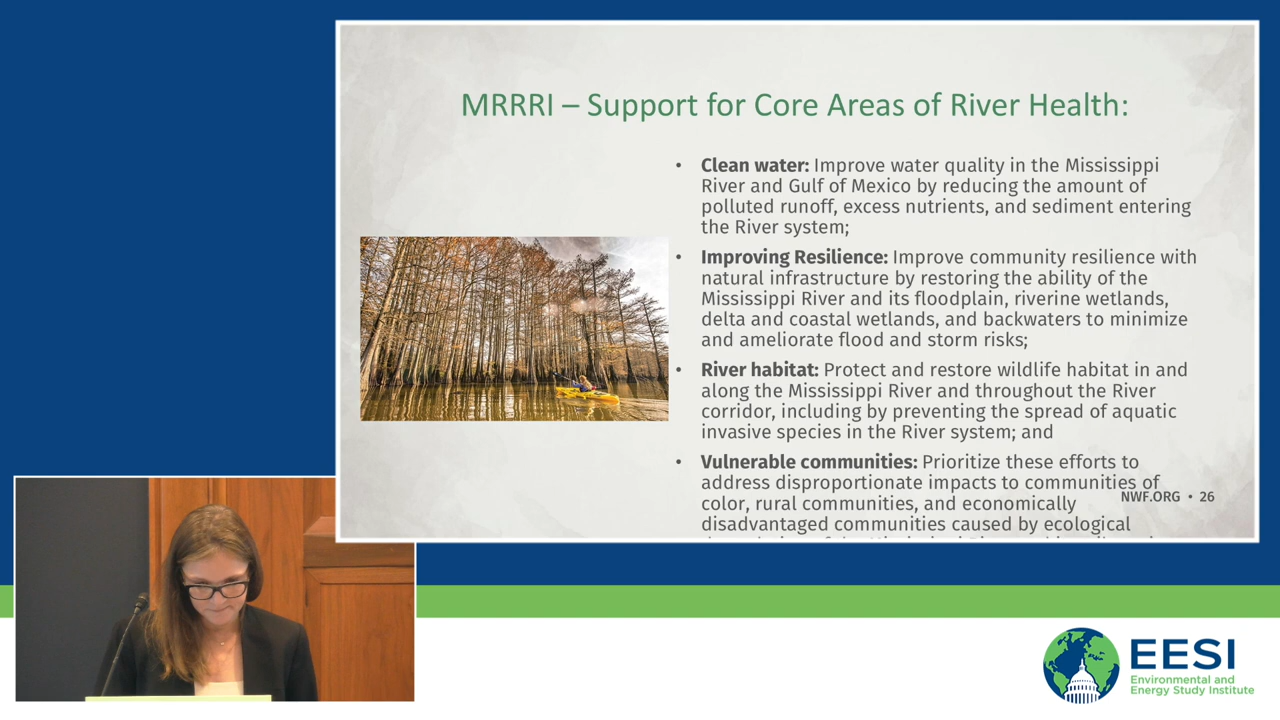 MRRRI – Support for Core Areas of River Health:
• Clean water: Improve water quality in the Mississippi
River and Gulf of Mexico by reducing the amount of
polluted runoff, excess nutrients, and sediment entering
the River system;
• Improving Resilience: Improve community resilience with
natural infrastructure by restoring the ability of the
Mississippi River and its floodplain, riverine wetlands,
delta and coastal wetlands, and backwaters to minimize
and ameliorate flood and storm risks;
• River habitat: Protect and restore wildlife habitat in and
along the Mississippi River and throughout the River
corridor, including by preventing the spread of aquatic
invasive species in the River system; and
• Vulnerable communities: Prioritize these efforts to
address disproportionate impacts to communities of
color, rural communities, and economically
disadvantaged communities caused by ecological
NWF.ORG • 26
EESI
Environmental and
Energy Study Institute